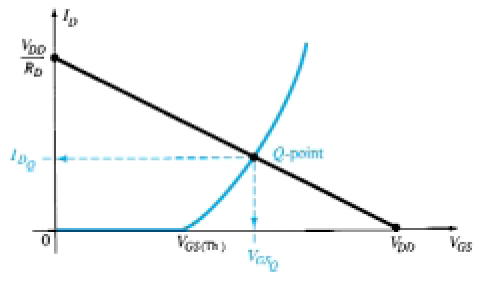 I_D
V_DD
R_D
I_DQ
Q-point
0
V_GS(Th)
V_DD
V_GS
V_GSQ